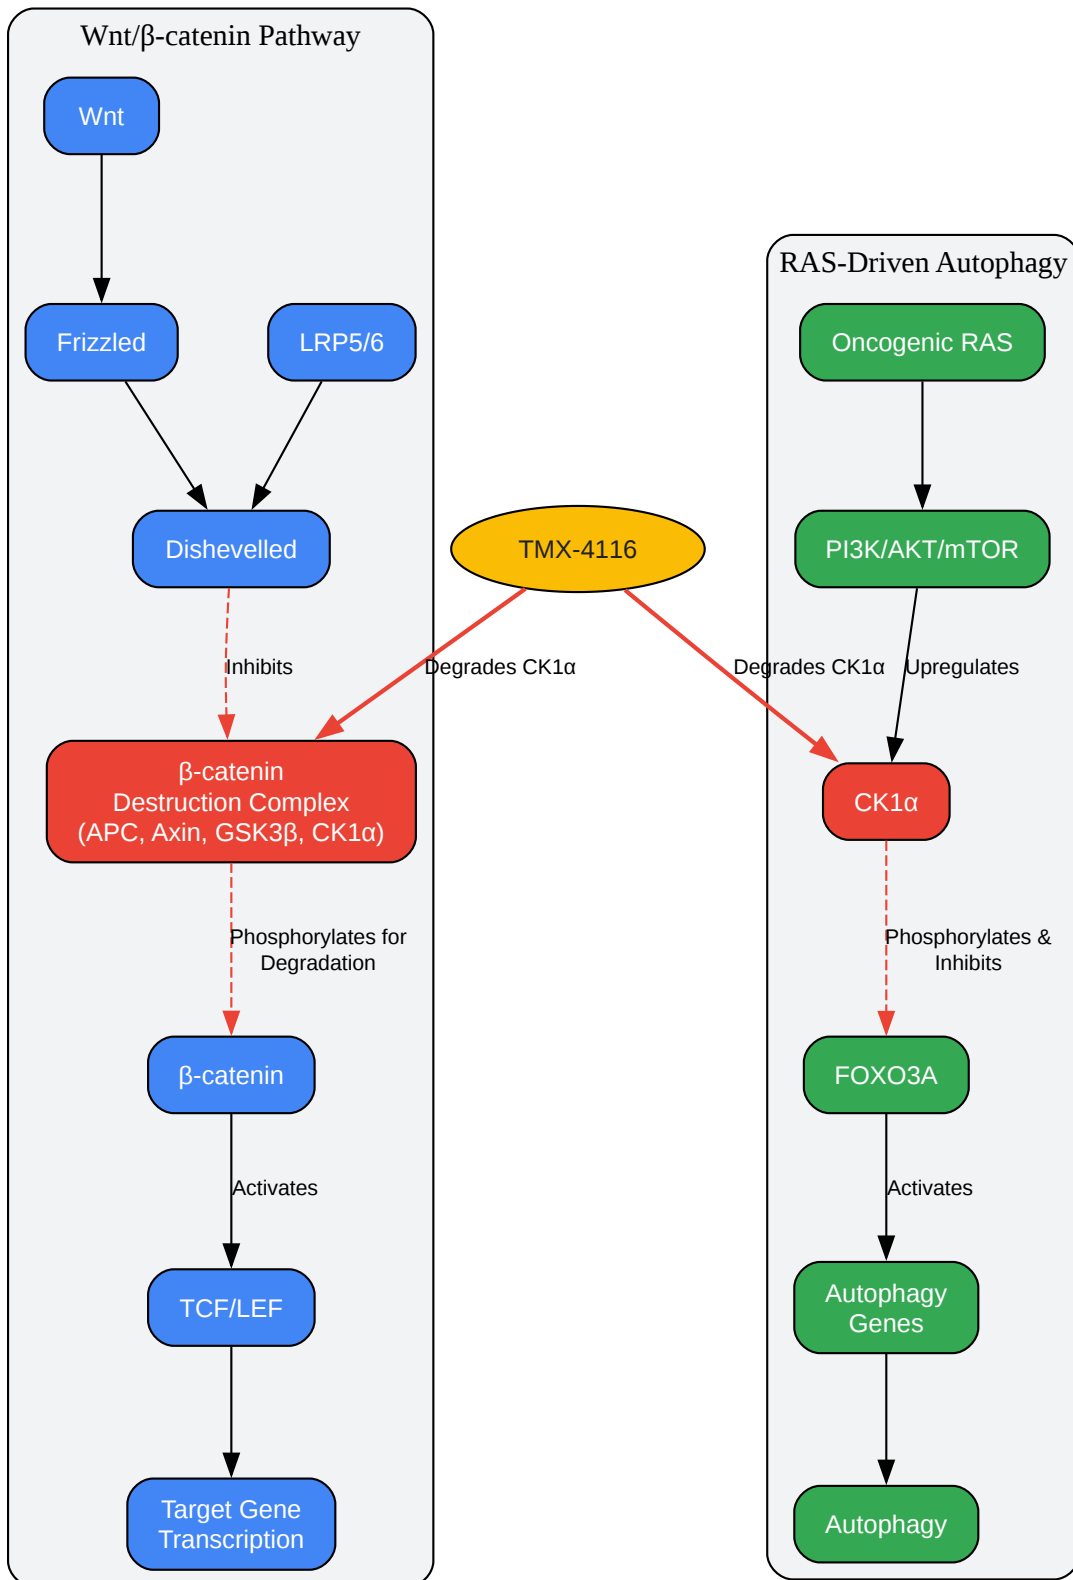 Wnt/β-catenin Pathway
Wnt
RAS-Driven Autophagy
Frizzled
LRP5/6
Oncogenic RAS
Dishevelled
TMX-4116
PI3K/AKT/mTOR
Inhibits
Degrades CK1α
Degrades CK1α
Upregulates
β-catenin
Destruction Complex
(APC, Axin, GSK3β, CK1α)
CK1α
Phosphorylates for
Degradation
Phosphorylates &
Inhibits
β-catenin
FOXO3A
Activates
Activates
TCF/LEF
Autophagy
Genes
Target Gene
Transcription
Autophagy